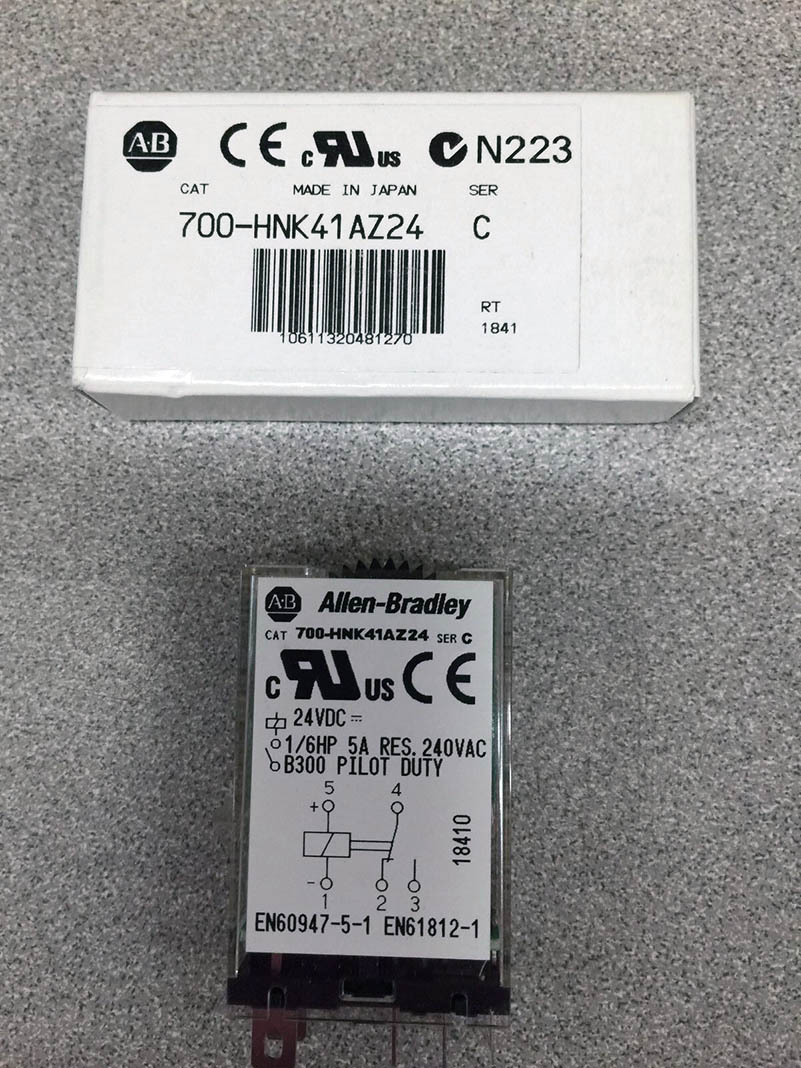 A-B CE c RU us N223
CAT MADE IN JAPAN SER
700-HNK41AZ24 C
RT
1841
10611320481270
A-B Allen-Bradley
CAT 700-HNK41AZ24 SER C
C RU US CE
24VDC
1/6HP 5A RES. 240VAC
B300 PILOT DUTY
5 4
+
18410
-
1 2 3
EN60947-5-1 EN61812-1